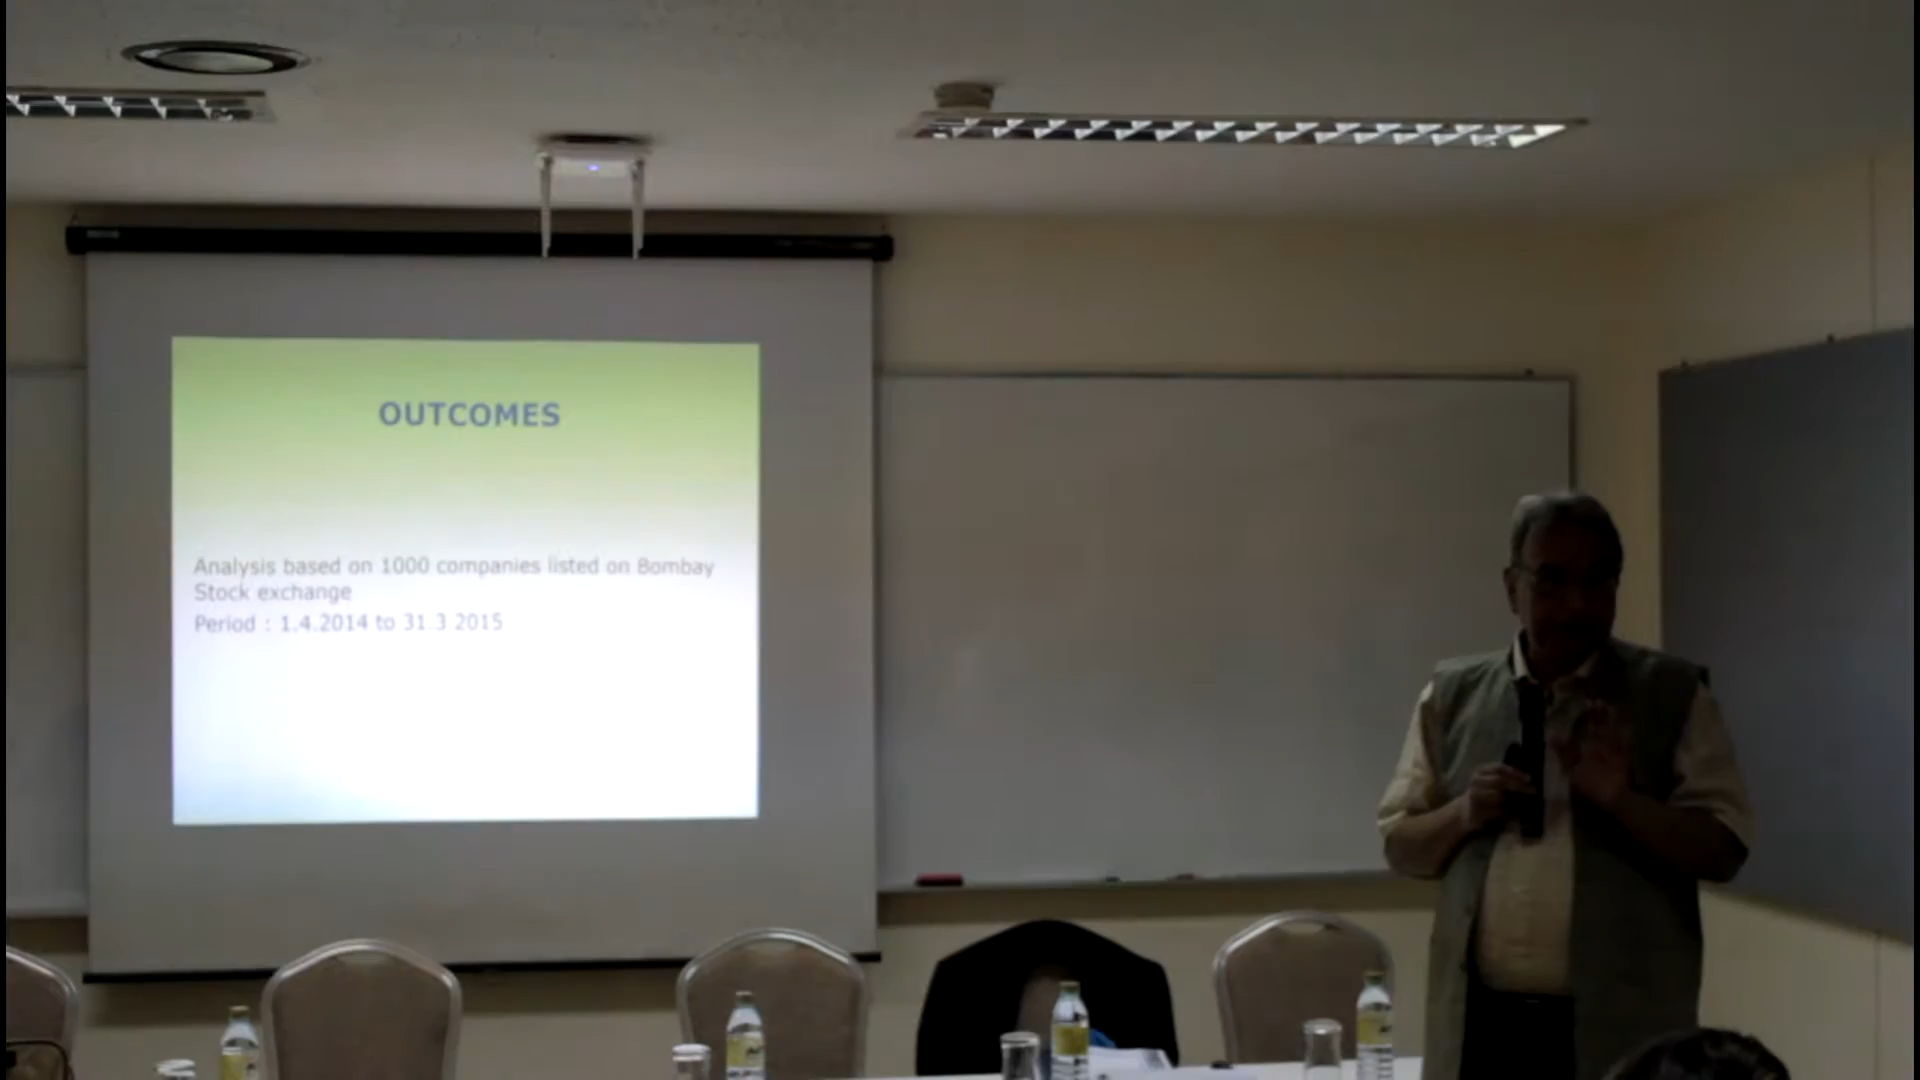 OUTCOMES
Analysis based on 1000 companies listed on Bombay
Stock exchange
Period : 1.4.2014 to 31.3 2015